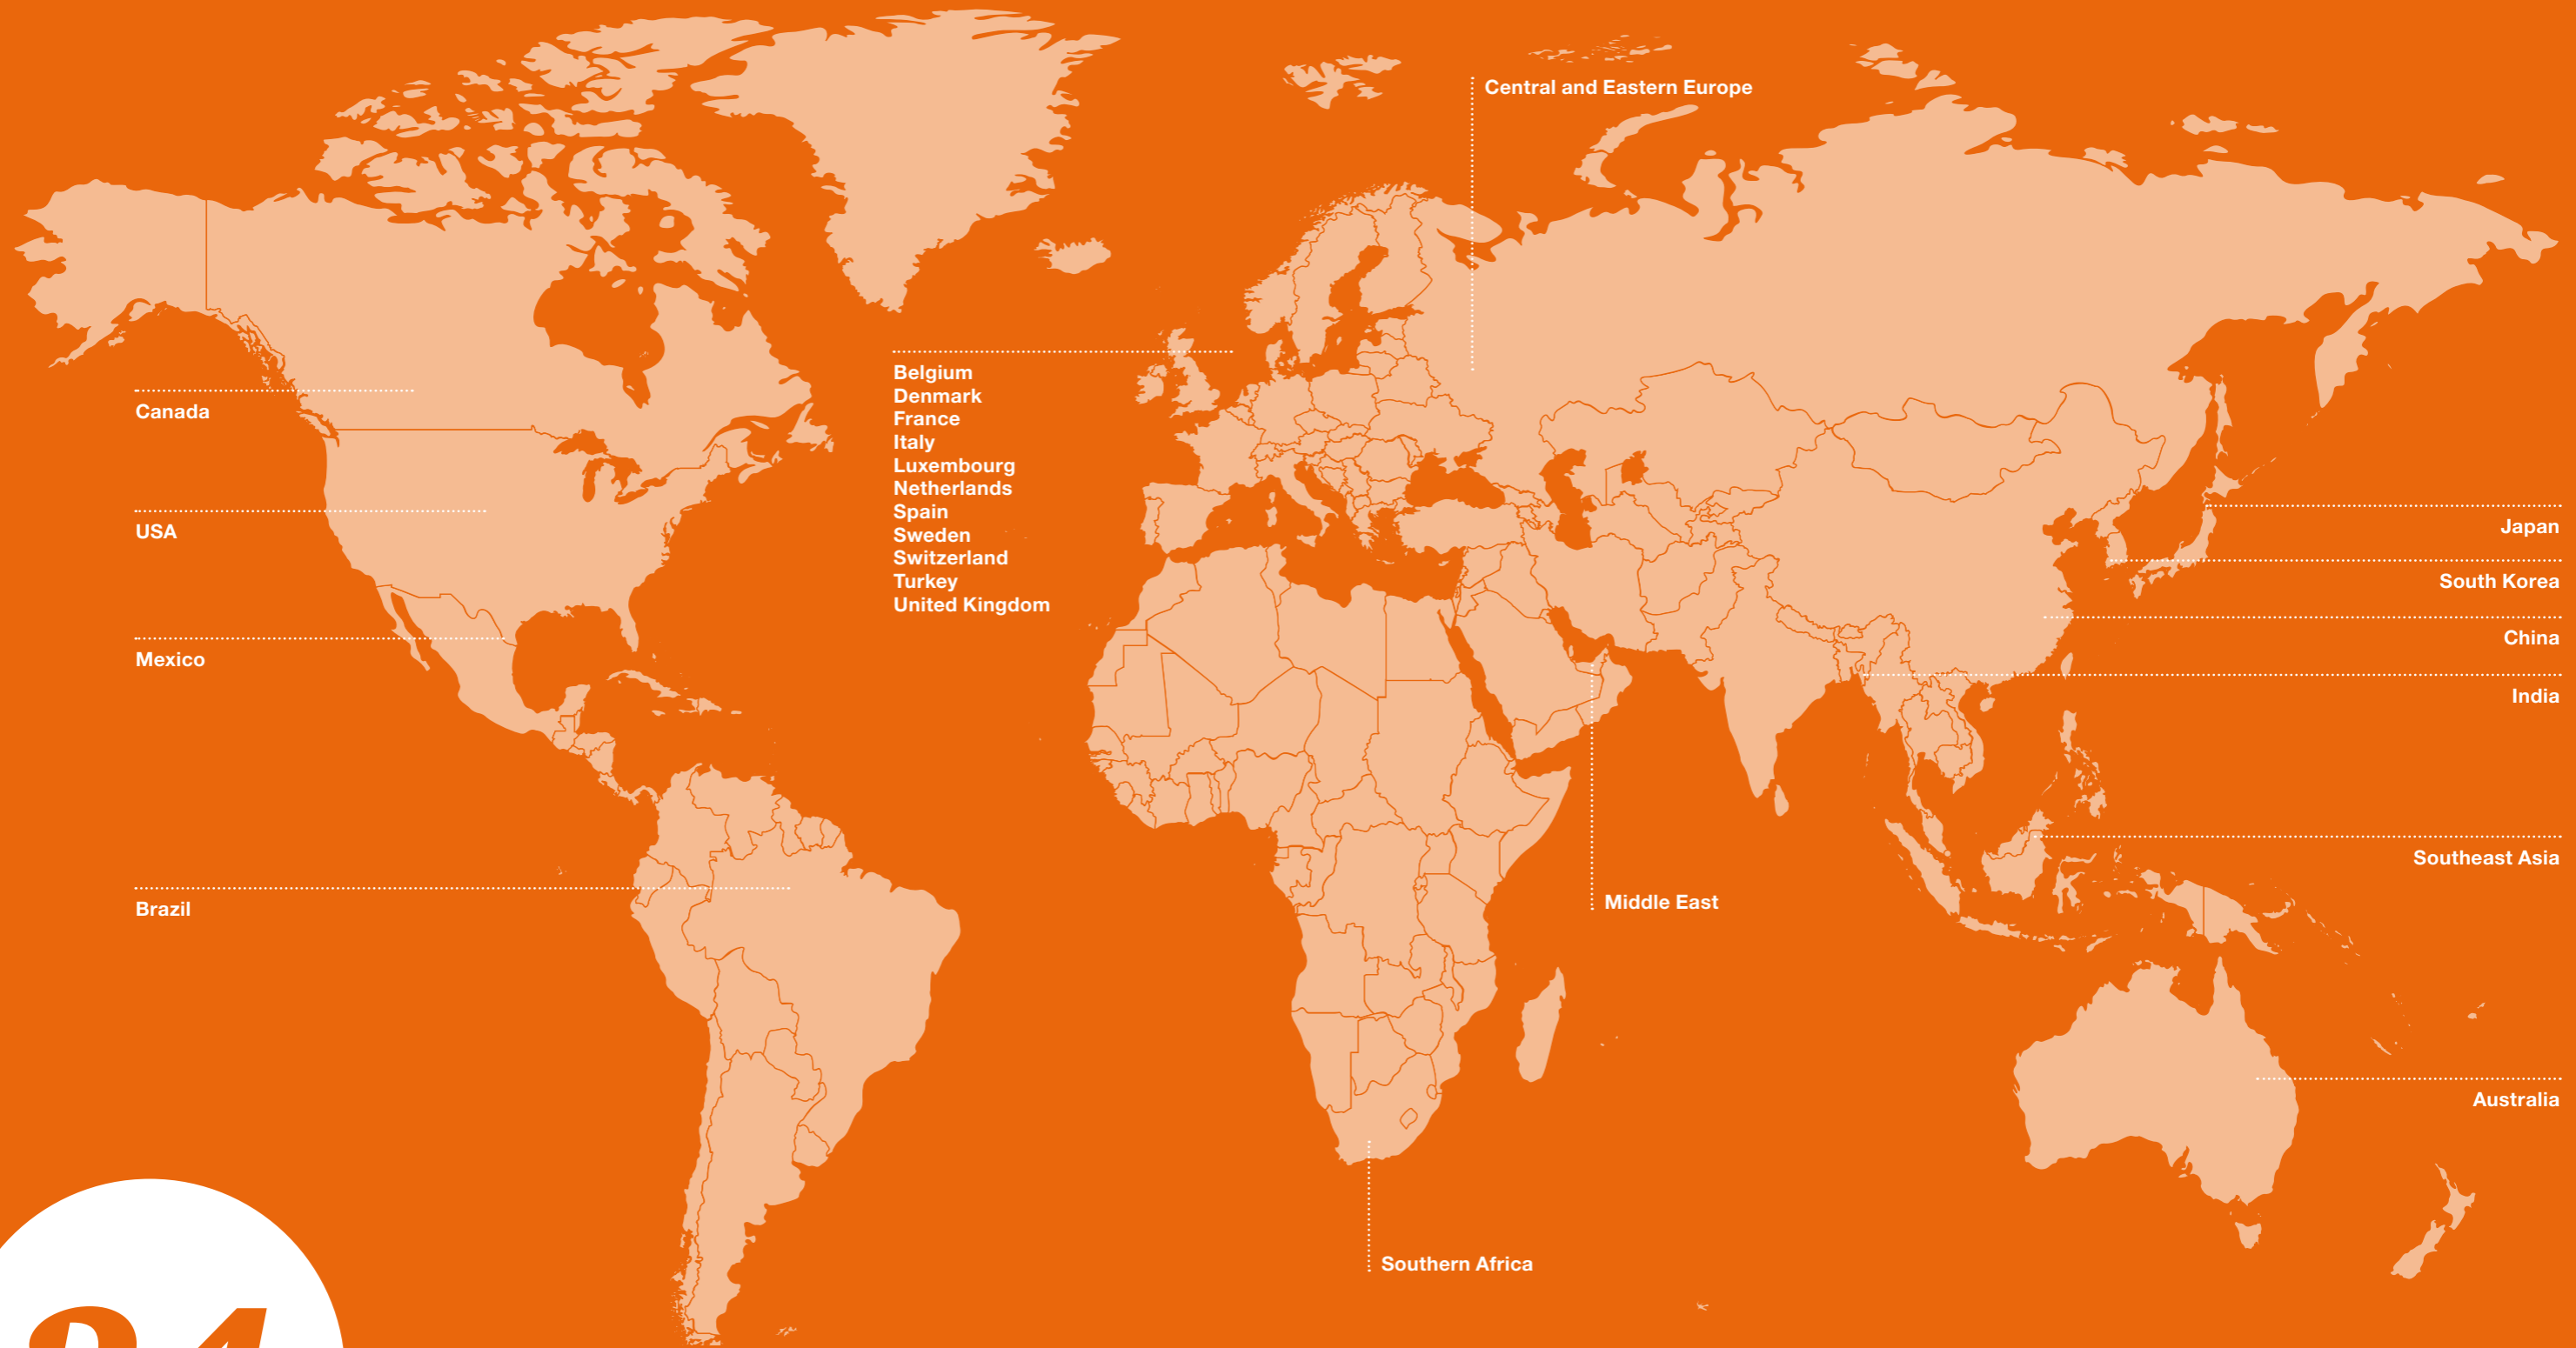 Central and Eastern Europe
Canada
USA
Mexico
Brazil
Belgium
Denmark
France
Italy
Luxembourg
Netherlands
Spain
Sweden
Switzerland
Turkey
United Kingdom
Japan
South Korea
China
India
Southeast Asia
Middle East
Australia
Southern Africa
24